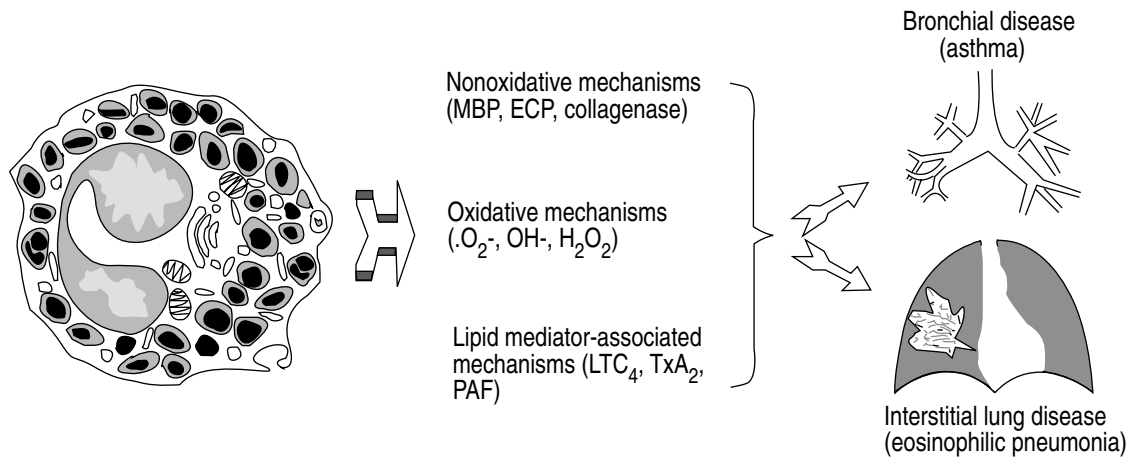 Bronchial disease
(asthma)
Nonoxidative mechanisms
(MBP, ECP, collagenase)
Oxidative mechanisms
(.O₂-, OH-, H₂O₂)
Lipid mediator-associated
mechanisms (LTC₄, TxA₂,
PAF)
Interstitial lung disease
(eosinophilic pneumonia)